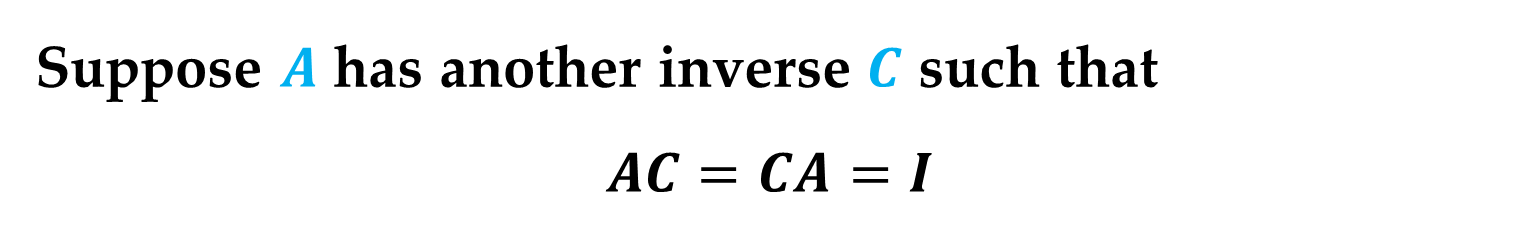 Suppose A has another inverse C such that
AC = CA = I